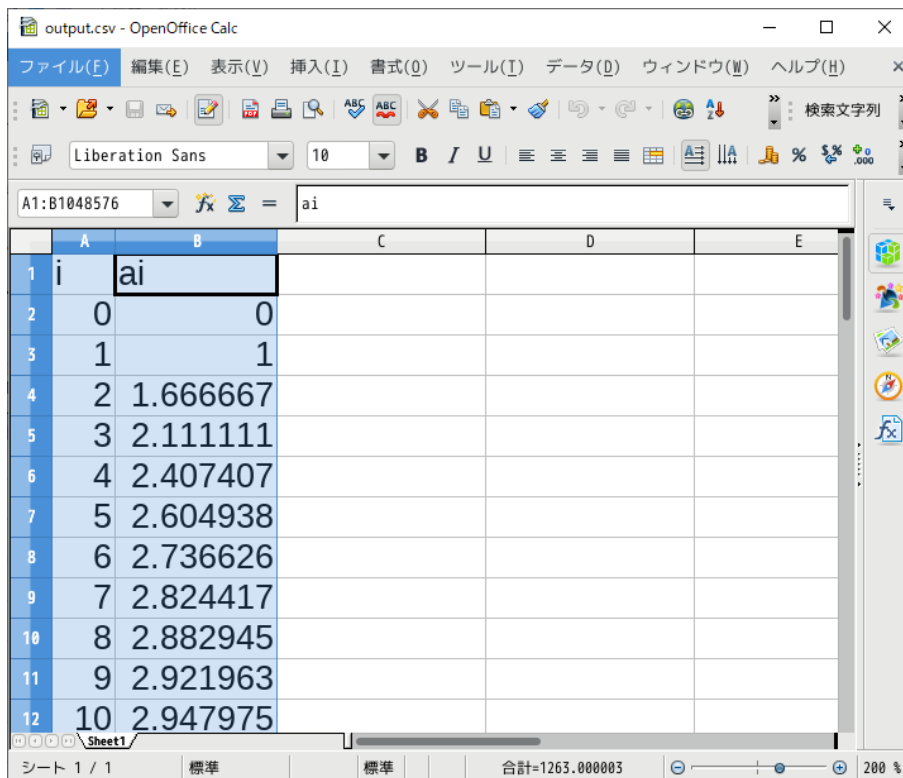 output.csv - OpenOffice Calc
ファイル(F) 編集(E) 表示(V) 挿入(I) 書式(O) ツール(T) データ(D) ウィンドウ(W) ヘルプ(H)
検索文字列
Liberation Sans 10
A1:B1048576 ai
A B C D E
1 i ai
2 0 0
3 1 1
4 2 1.666667
5 3 2.111111
6 4 2.407407
7 5 2.604938
8 6 2.736626
9 7 2.824417
10 8 2.882945
11 9 2.921963
12 10 2.947975
Sheet1
シート 1 / 1 標準 標準 合計=1263.000003 200 %